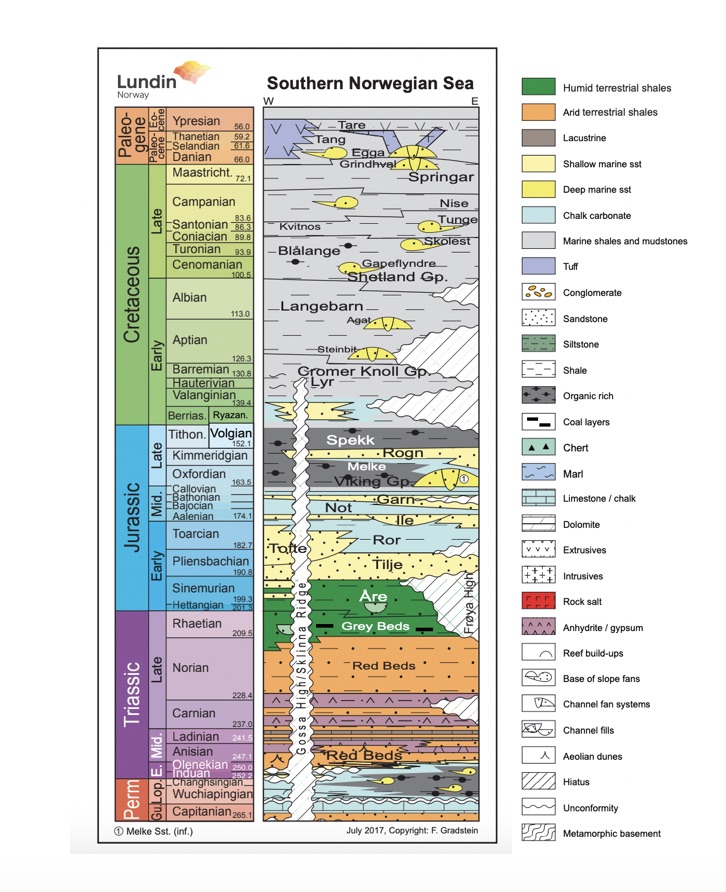 Lundin
Norway
Southern Norwegian Sea
W E
Paleo-
gene
Eo-
cene
Paleo-
cene
Ypresian 56.0
Thanetian 59.2
Selandian 61.6
Danian 66.0
Cretaceous
Late
Maastricht. 72.1
Campanian 83.6
Santonian 86.3
Coniacian 89.8
Turonian 93.9
Cenomanian 100.5
Early
Albian 113.0
Aptian 126.3
Barremian 130.8
Hauterivian
Valanginian 139.4
Berrias. Ryazan.
Jurassic
Late
Tithon. Volgian 152.1
Kimmeridgian
Oxfordian 163.5
Mid.
Callovian
Bathonian
Bajocian
Aalenian 174.1
Early
Toarcian 182.7
Pliensbachian 190.8
Sinemurian 199.3
Hettangian 201.3
Triassic
Late
Rhaetian 209.5
Norian 228.4
Carnian 237.0
Mid.
Ladinian 241.5
Anisian 247.1
E.
Olenekian 250.0
Induan 252.2
Perm
Lop.
Gu.
Changhsingian
Wuchiapingian
Capitanian 265.1
Tare
Tang
Egga
Grindhval
Springar
Nise
Tunge
Kvitnos
Skolest
Blålange
Gapeflyndre
Shetland Gp.
Langebarn
Agat
Steinbit
Cromer Knoll Gp.
Lyr
Spekk
Rogn
Melke
Viking Gp.
①
Garn
Not
Ile
Ror
Tofte
Tilje
Åre
Grey Beds
Red Beds
Red Beds
Gossa High/Sklinna Ridge
Frøya High
① Melke Sst. (inf.)
July 2017, Copyright: F. Gradstein
Humid terrestrial shales
Arid terrestrial shales
Lacustrine
Shallow marine sst
Deep marine sst
Chalk carbonate
Marine shales and mudstones
Tuff
Conglomerate
Sandstone
Siltstone
Shale
Organic rich
Coal layers
Chert
Marl
Limestone / chalk
Dolomite
Extrusives
Intrusives
Rock salt
Anhydrite / gypsum
Reef build-ups
Base of slope fans
Channel fan systems
Channel fills
Aeolian dunes
Hiatus
Unconformity
Metamorphic basement